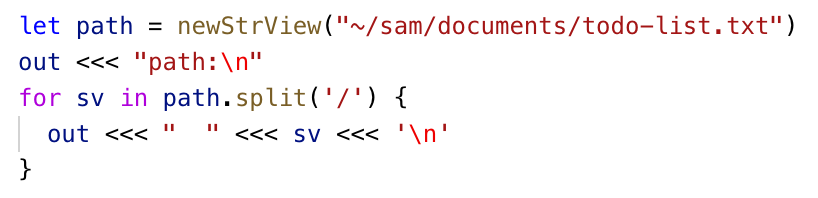 let path = newStrView("~/sam/documents/todo-list.txt")
out <<< "path:\n"
for sv in path.split('/') {
  out <<< "  " <<< sv <<< '\n'
}